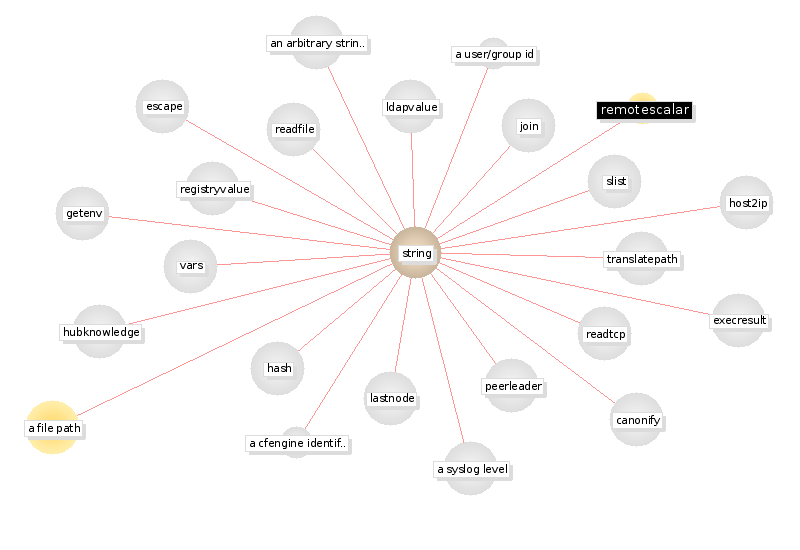 an arbitrary strin..
a user/group id
escape
ldapvalue
remotescalar
readfile
join
registryvalue
slist
getenv
host2ip
string
vars
translatepath
hubknowledge
execresult
readtcp
hash
peerleader
lastnode
a file path
canonify
a cfengine identif..
a syslog level